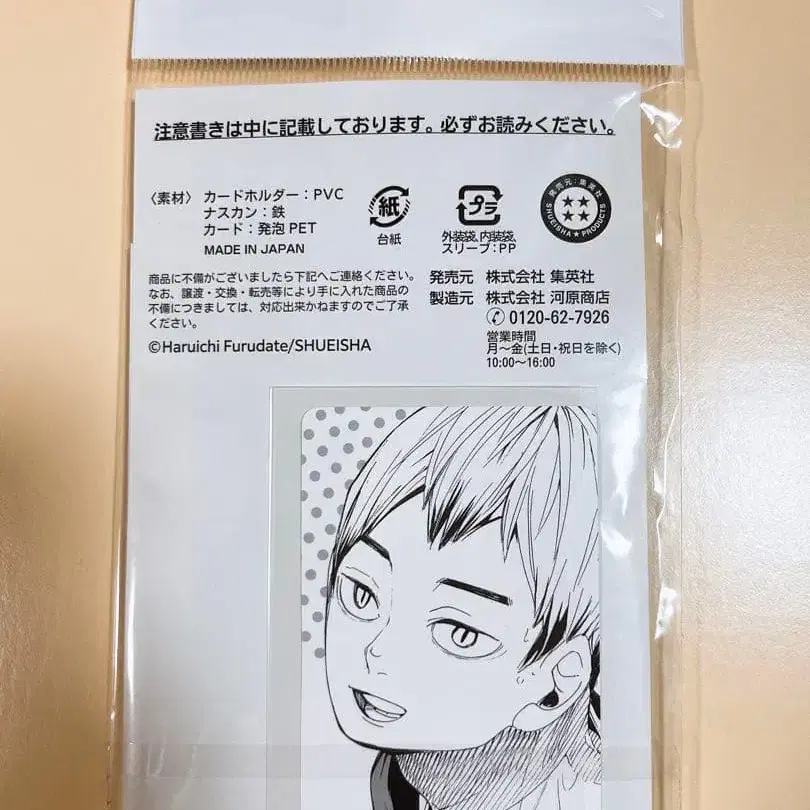 注意書きは中に記載しております。必ずお読みください。
〈素材〉 カードホルダー：PVC
ナスカン：鉄
カード：発泡 PET
MADE IN JAPAN
紙
台紙
プラ
外装袋、内装袋、
スリーブ：PP
発売元：集英社
SHUEISHA★PRODUCTS
商品に不備がございましたら下記へご連絡ください。
なお、譲渡・交換・転売等により手に入れた商品の
不備につきましては、対応出来かねますのでご了承
ください。
©Haruichi Furudate/SHUEISHA
発売元 株式会社 集英社
製造元 株式会社 河原商店
0120-62-7926
営業時間
月～金(土日・祝日を除く)
10:00～16:00